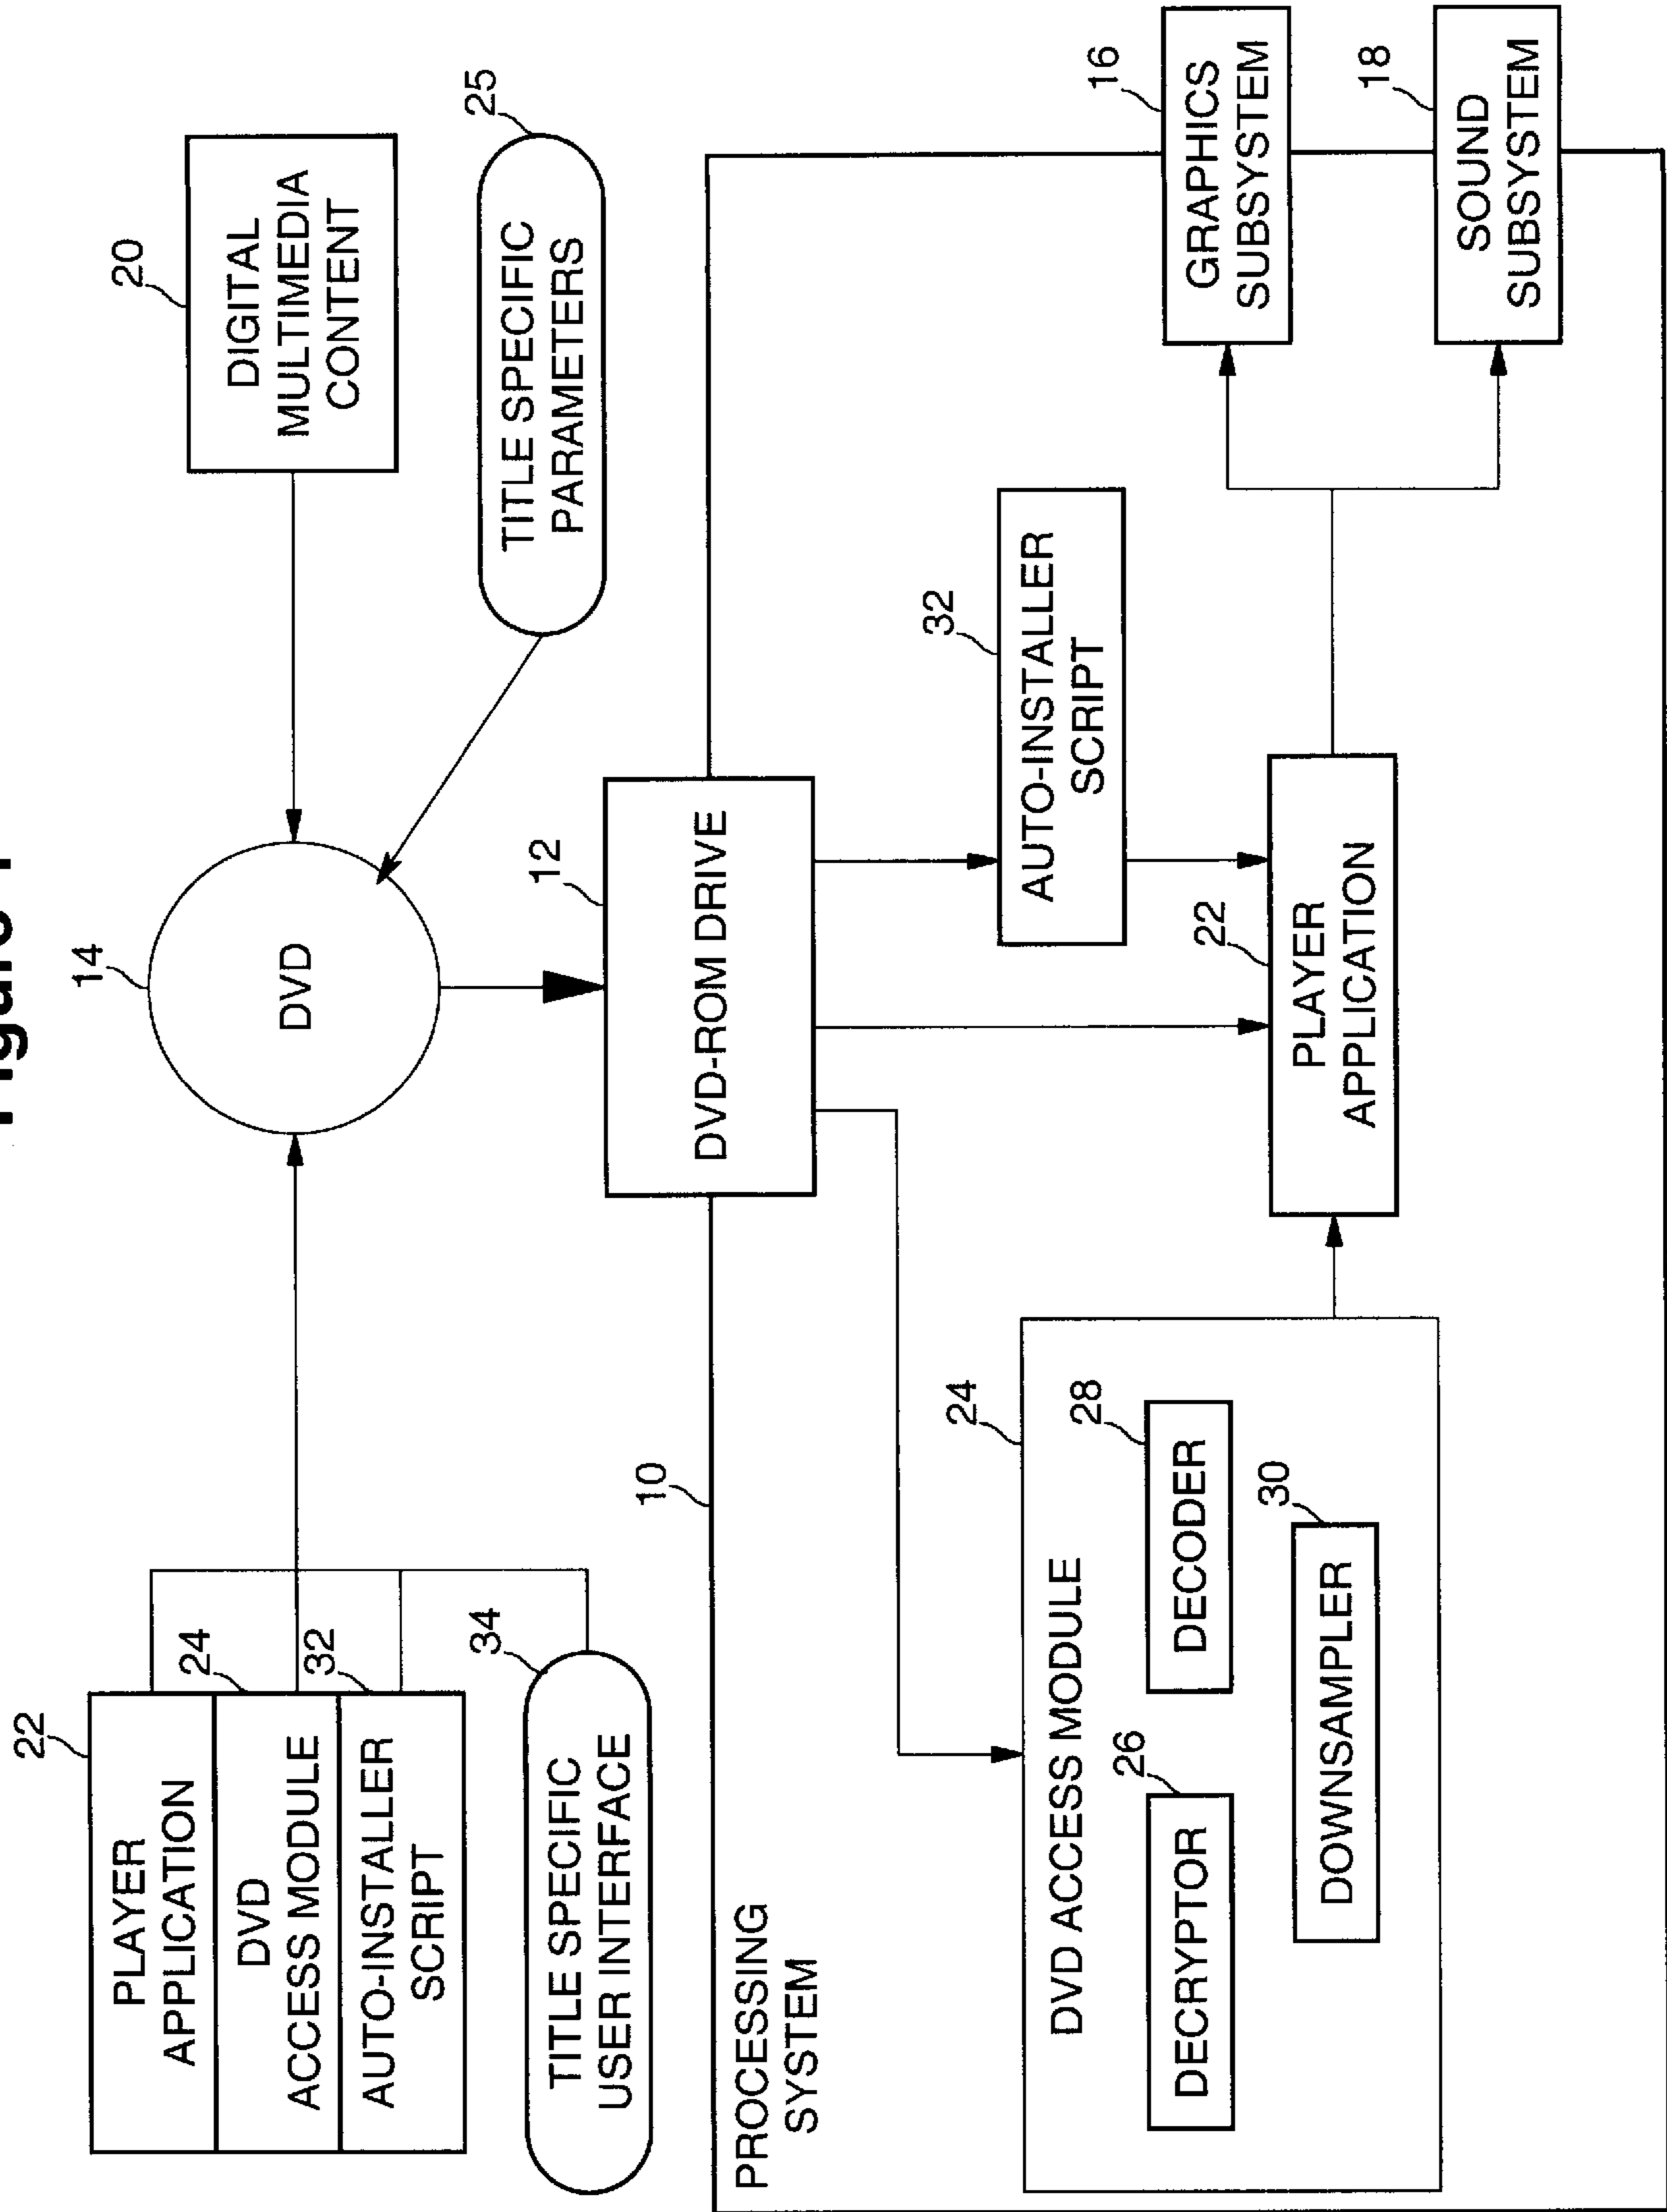 Figure 1
22
PLAYER
APPLICATION
24
DVD
ACCESS MODULE
32
AUTO-INSTALLER
SCRIPT
34
TITLE SPECIFIC
USER INTERFACE
14
DVD
20
DIGITAL
MULTIMEDIA
CONTENT
25
TITLE SPECIFIC
PARAMETERS
10
PROCESSING
SYSTEM
12
DVD-ROM DRIVE
24
DVD ACCESS MODULE
26
DECRYPTOR
28
DECODER
30
DOWNSAMPLER
32
AUTO-INSTALLER
SCRIPT
22
PLAYER
APPLICATION
16
GRAPHICS
SUBSYSTEM
18
SOUND
SUBSYSTEM